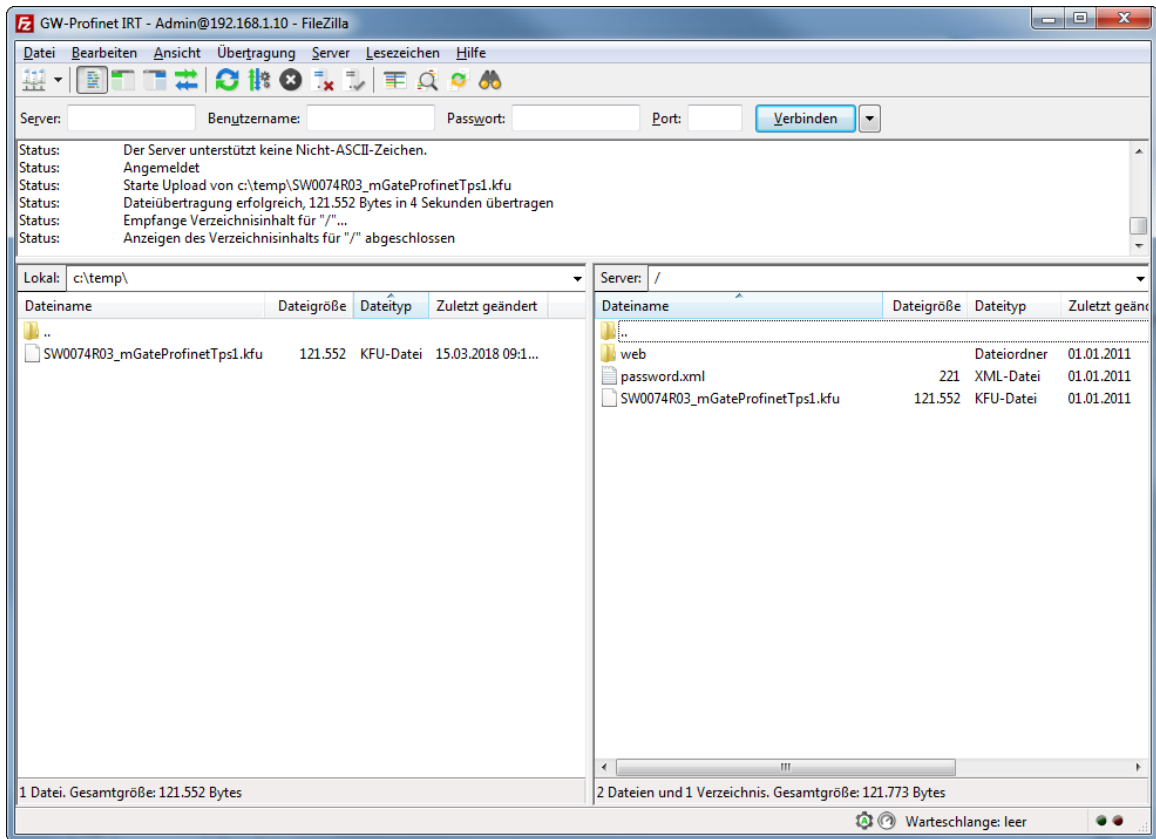 GW-Profinet IRT - Admin@192.168.1.10 - FileZilla
Datei Bearbeiten Ansicht Übertragung Server Lesezeichen Hilfe
Server: Benutzername: Passwort: Port: Verbinden
Status: Der Server unterstützt keine Nicht-ASCII-Zeichen.
Status: Angemeldet
Status: Starte Upload von c:\temp\SW0074R03_mGateProfinetTps1.kfu
Status: Dateiübertragung erfolgreich, 121.552 Bytes in 4 Sekunden übertragen
Status: Empfange Verzeichnisinhalt für "/"...
Status: Anzeigen des Verzeichnisinhalts für "/" abgeschlossen
Lokal: c:\temp\
Dateiname Dateigröße Dateityp Zuletzt geändert
..
SW0074R03_mGateProfinetTps1.kfu 121.552 KFU-Datei 15.03.2018 09:1...
1 Datei. Gesamtgröße: 121.552 Bytes
Server: /
Dateiname Dateigröße Dateityp Zuletzt geänd
..
web Dateiordner 01.01.2011
password.xml 221 XML-Datei 01.01.2011
SW0074R03_mGateProfinetTps1.kfu 121.552 KFU-Datei 01.01.2011
2 Dateien und 1 Verzeichnis. Gesamtgröße: 121.773 Bytes
Warteschlange: leer